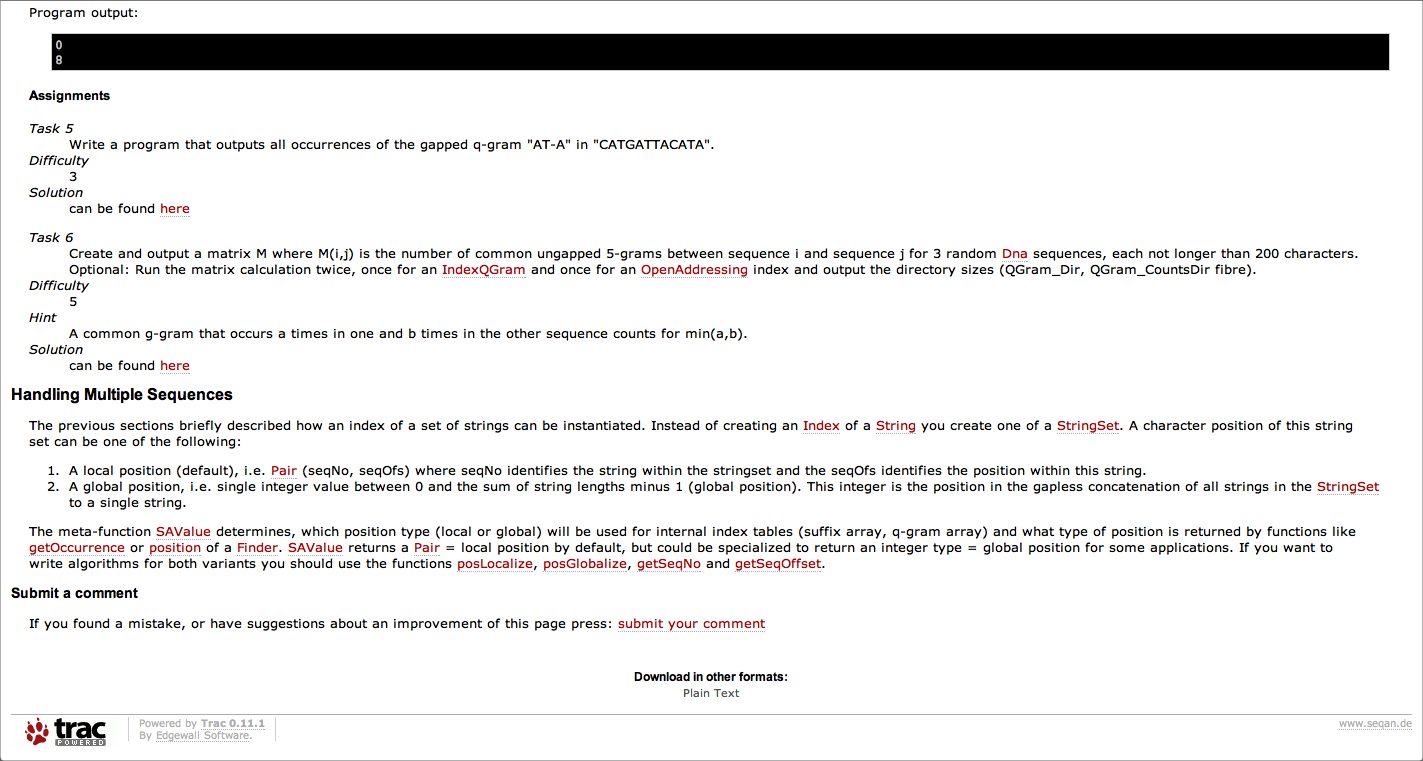 Program output:
0
8
Assignments
Task 5
Write a program that outputs all occurrences of the gapped q-gram "AT-A" in "CATGATTACATA".
Difficulty
3
Solution
can be found here
Task 6
Create and output a matrix M where M(i,j) is the number of common ungapped 5-grams between sequence i and sequence j for 3 random Dna sequences, each not longer than 200 characters.
Optional: Run the matrix calculation twice, once for an IndexQGram and once for an OpenAddressing index and output the directory sizes (QGram_Dir, QGram_CountsDir fibre).
Difficulty
5
Hint
A common g-gram that occurs a times in one and b times in the other sequence counts for min(a,b).
Solution
can be found here
Handling Multiple Sequences
The previous sections briefly described how an index of a set of strings can be instantiated. Instead of creating an Index of a String you create one of a StringSet. A character position of this string
set can be one of the following:
1. A local position (default), i.e. Pair (seqNo, seqOfs) where seqNo identifies the string within the stringset and the seqOfs identifies the position within this string.
2. A global position, i.e. single integer value between 0 and the sum of string lengths minus 1 (global position). This integer is the position in the gapless concatenation of all strings in the StringSet
to a single string.
The meta-function SAValue determines, which position type (local or global) will be used for internal index tables (suffix array, q-gram array) and what type of position is returned by functions like
getOccurrence or position of a Finder. SAValue returns a Pair = local position by default, but could be specialized to return an integer type = global position for some applications. If you want to
write algorithms for both variants you should use the functions posLocalize, posGlobalize, getSeqNo and getSeqOffset.
Submit a comment
If you found a mistake, or have suggestions about an improvement of this page press: submit your comment
Download in other formats:
Plain Text
trac
POWERED
Powered by Trac 0.11.1
By Edgewall Software.
www.seqan.de